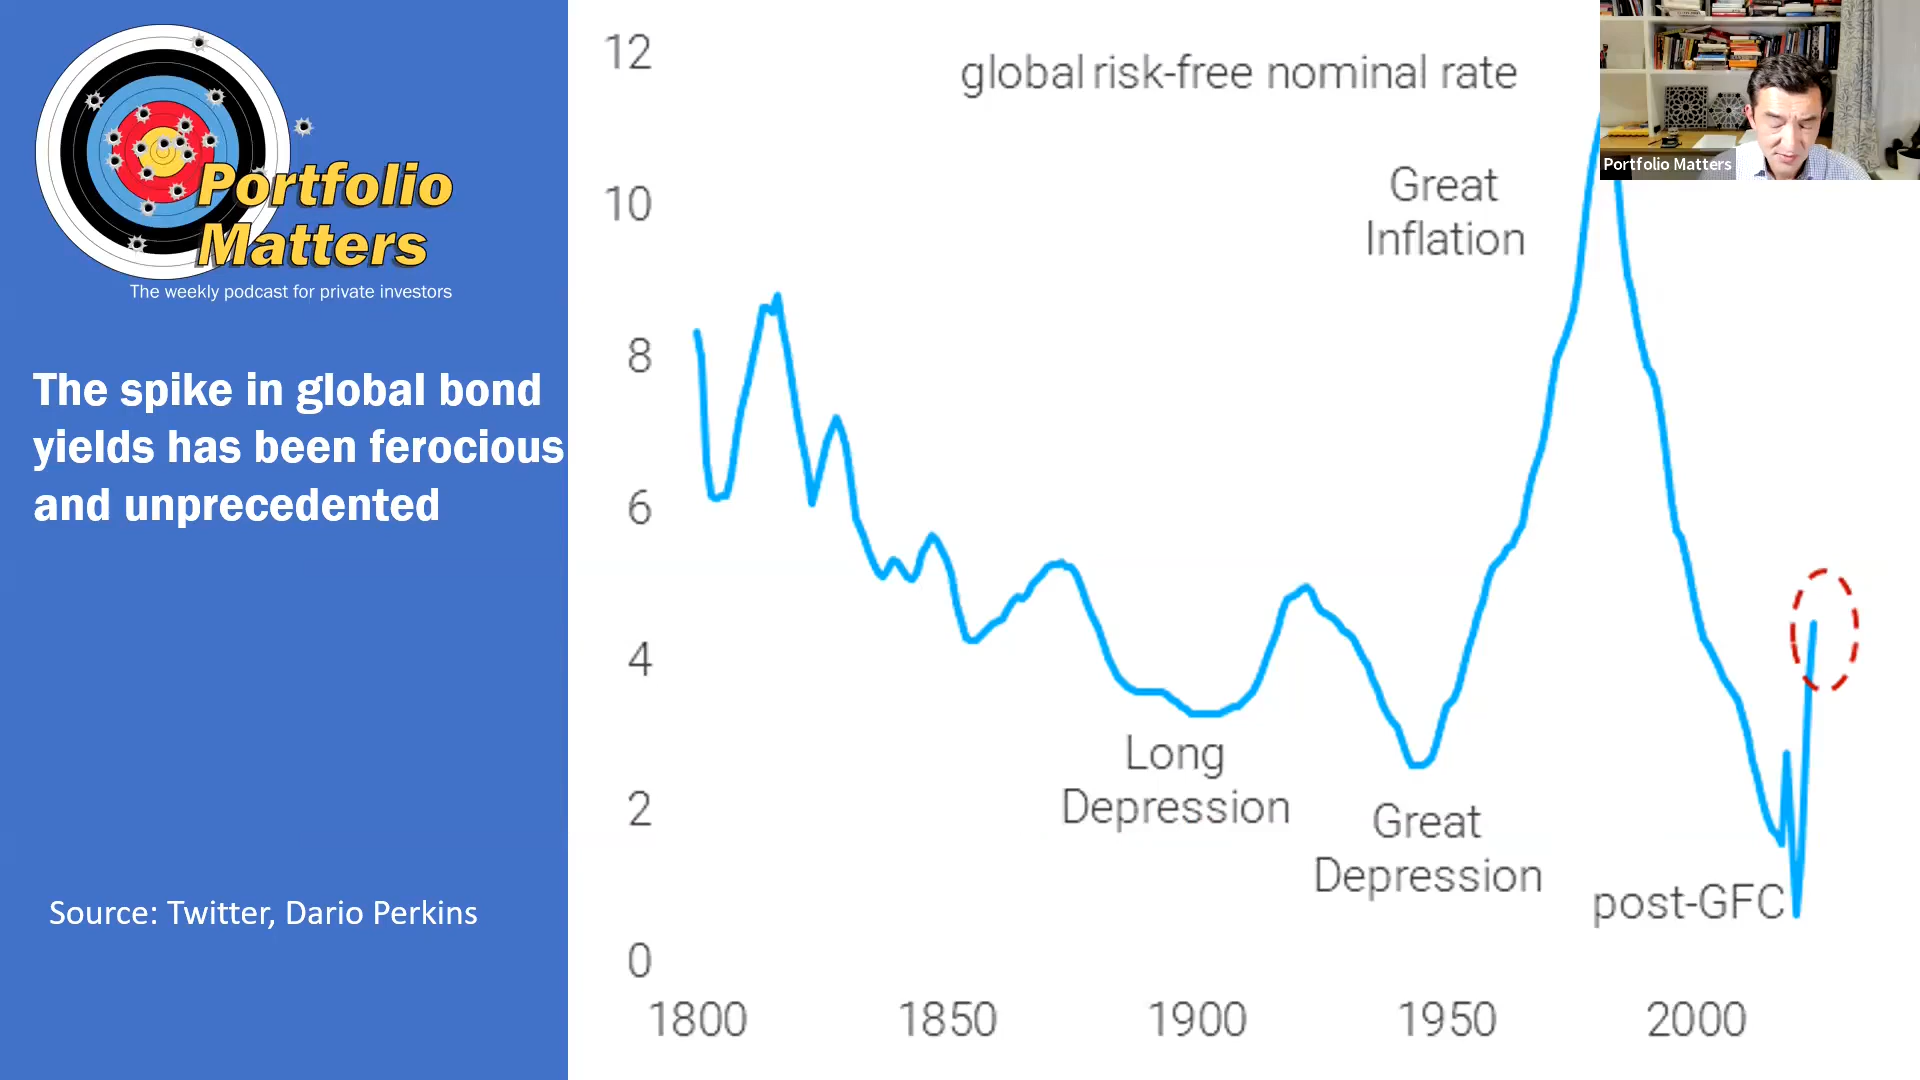 Portfolio
Matters
The weekly podcast for private investors
The spike in global bond
yields has been ferocious
and unprecedented
Source: Twitter, Dario Perkins
global risk-free nominal rate
12
10
8
6
4
2
0
Great
Inflation
Long
Depression
Great
Depression
post-GFC
1800 1850 1900 1950 2000
Portfolio Matters